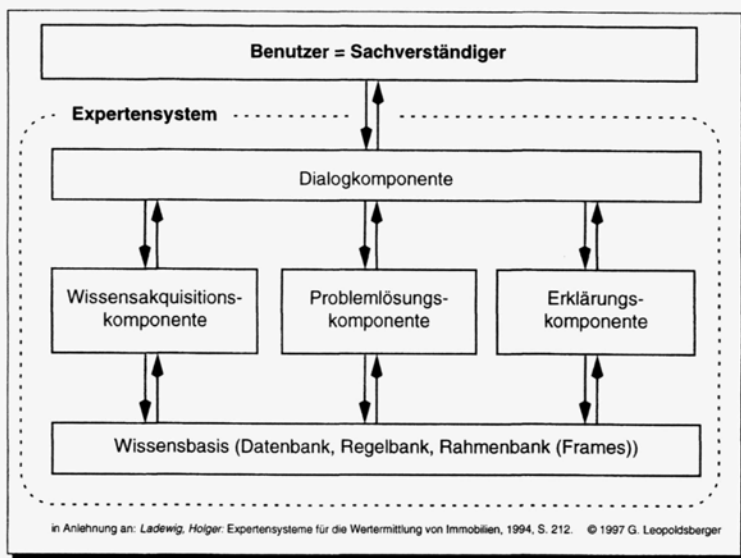 Benutzer = Sachverständiger
Expertensystem
Dialogkomponente
Wissensakquisitions-
komponente
Problemlösungs-
komponente
Erklärungs-
komponente
Wissensbasis (Datenbank, Regelbank, Rahmenbank (Frames))
in Anlehnung an: Ladewig, Holger: Expertensysteme für die Wertermittlung von Immobilien, 1994, S. 212. © 1997 G. Leopoldsberger